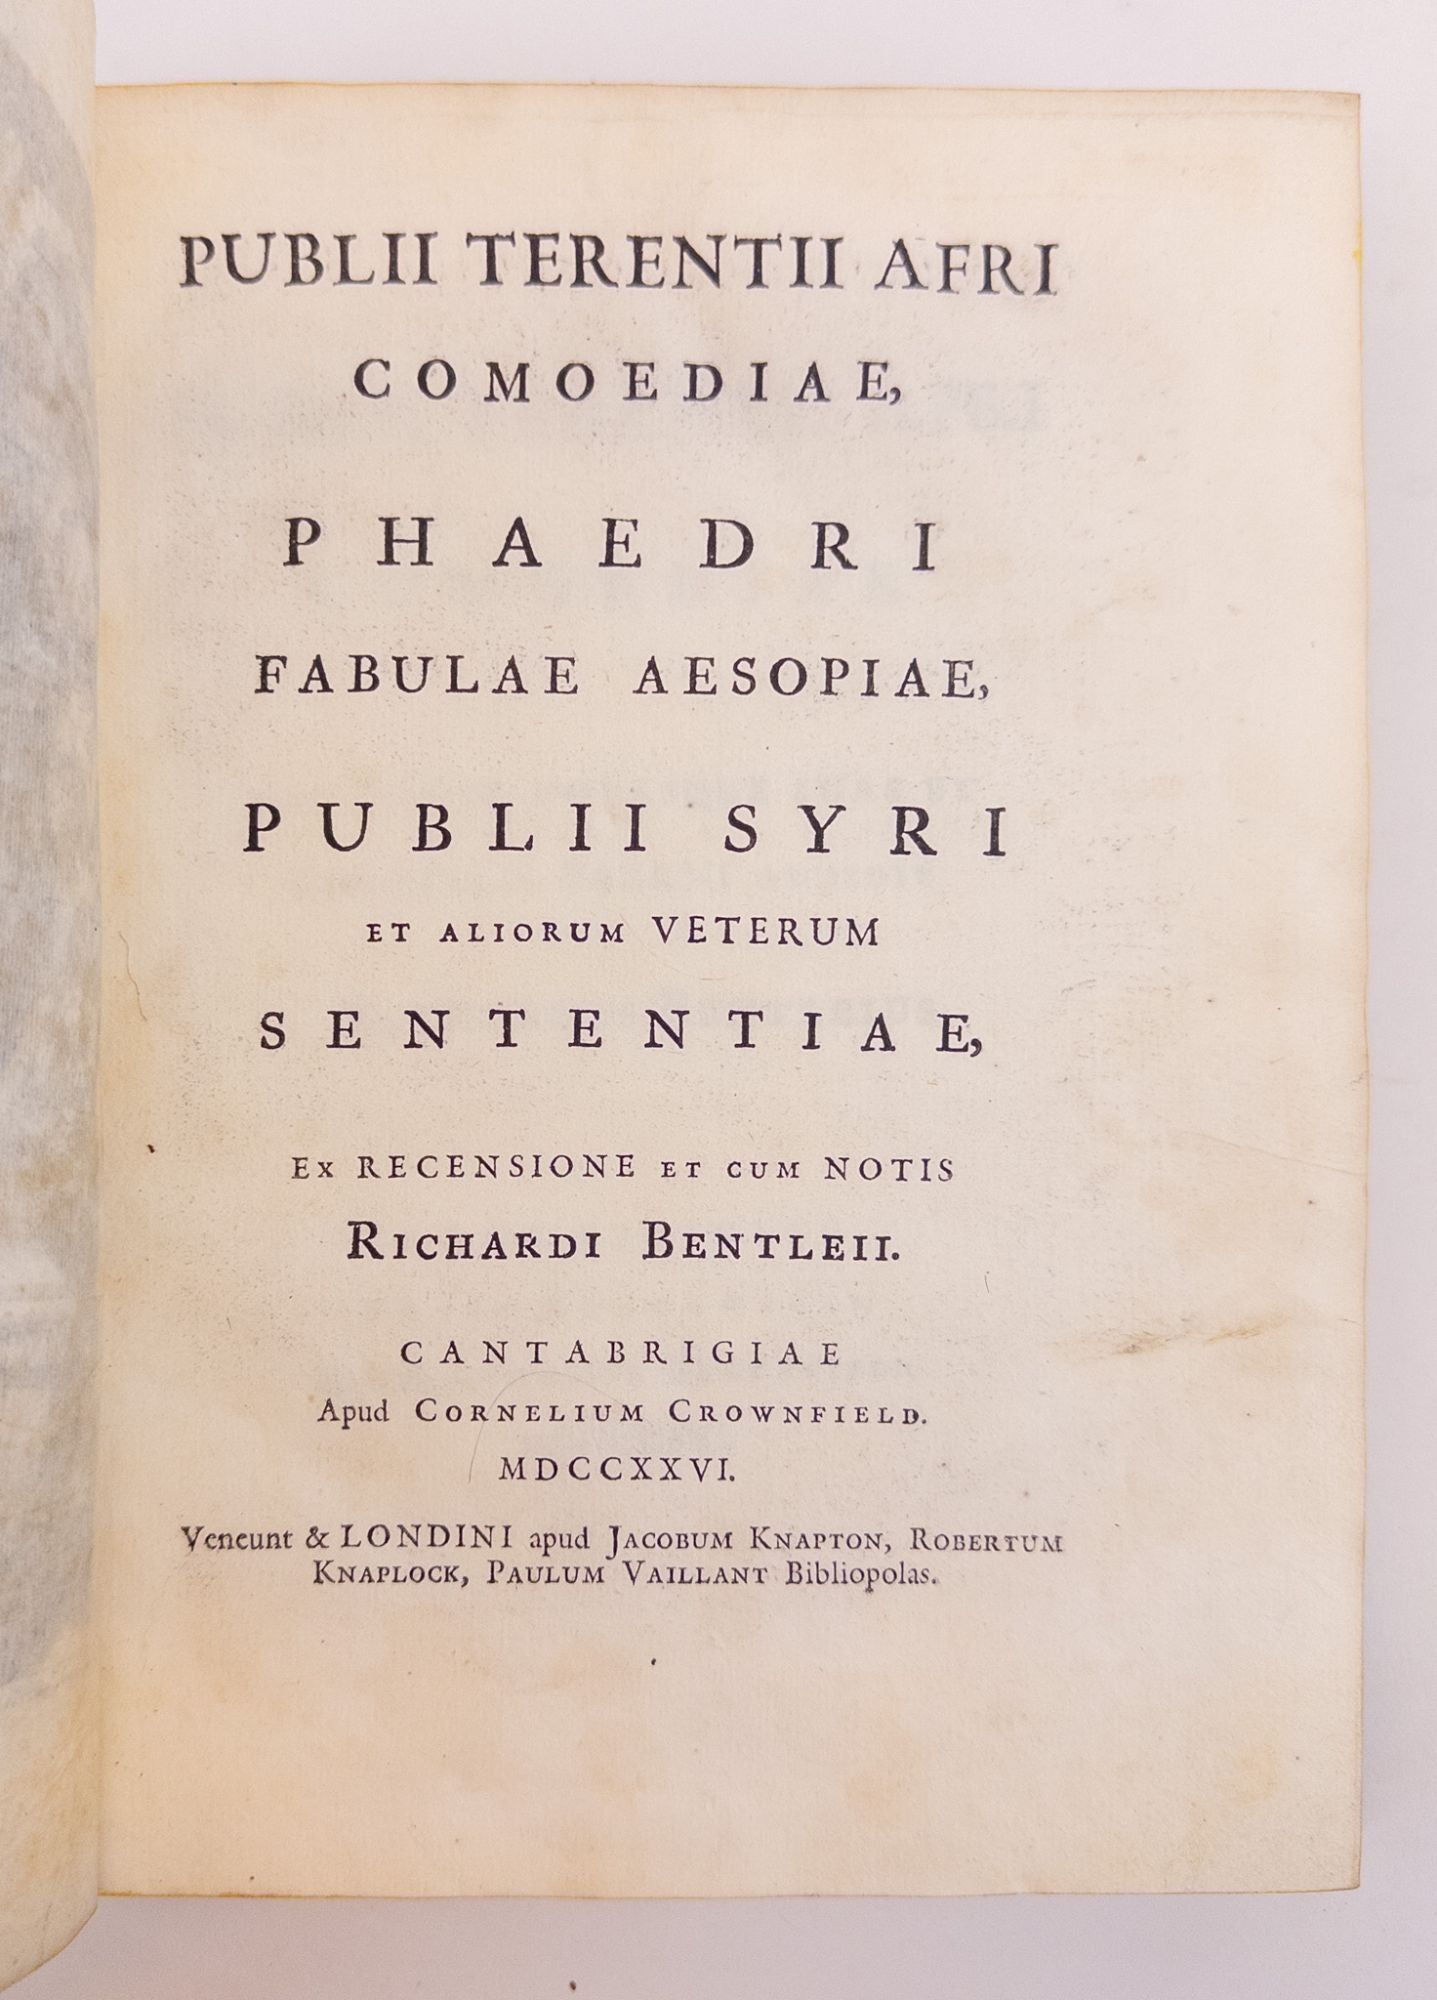 PUBLII TERENTII AFRI
COMOEDIAE,
PHAEDRI
FABULAE AESOPIAE,
PUBLII SYRI
ET ALIORUM VETERUM
SENTENTIAE,
EX RECENSIONE ET CUM NOTIS
RICHARDI BENTLEII.
CANTABRIGIAE
Apud CORNELIUM CROWNFIELD.
MDCCXXVI.
Veneunt & LONDINI apud JACOBUM KNAPTON, ROBERTUM
KNAPLOCK, PAULUM VAILLANT Bibliopolas.